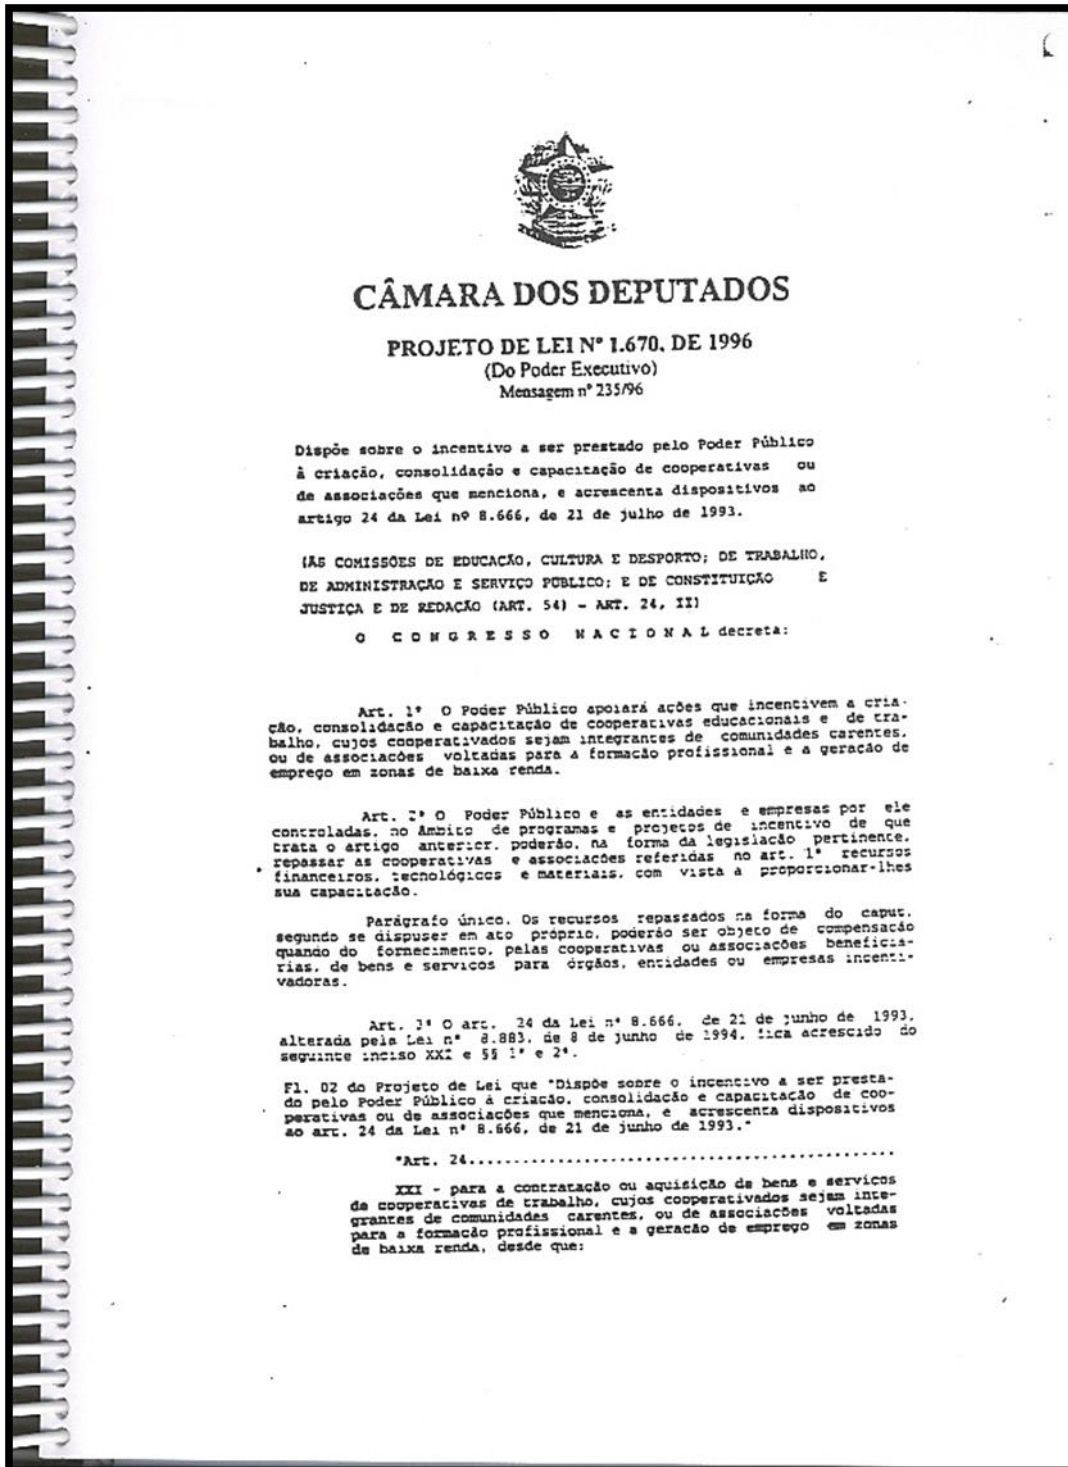 CÂMARA DOS DEPUTADOS
PROJETO DE LEI Nº 1.670, DE 1996
(Do Poder Executivo)
Mensagem nº 235/96
Dispõe sobre o incentivo a ser prestado pelo Poder Público
à criação, consolidação e capacitação de cooperativas ou
de associações que menciona, e acrescenta dispositivos ao
artigo 24 da Lei nº 8.666, de 21 de julho de 1993.
(ÀS COMISSÕES DE EDUCAÇÃO, CULTURA E DESPORTO; DE TRABALHO,
DE ADMINISTRAÇÃO E SERVIÇO PÚBLICO; E DE CONSTITUIÇÃO E
JUSTIÇA E DE REDAÇÃO (ART. 54) - ART. 24, II)
O CONGRESSO NACIONAL decreta:
Art. 1º O Poder Público apoiará ações que incentivem a cria-
ção, consolidação e capacitação de cooperativas educacionais e de tra-
balho, cujos cooperativados sejam integrantes de comunidades carentes,
ou de associações voltadas para a formação profissional e a geração de
emprego em zonas de baixa renda.
Art. 2º O Poder Público e as entidades e empresas por ele
controladas, no âmbito de programas e projetos de incentivo de que
trata o artigo anterior, poderão, na forma da legislação pertinente,
repassar as cooperativas e associações referidas no art. 1º recursos
financeiros, tecnológicos e materiais, com vista a proporcionar-lhes
sua capacitação.
Parágrafo único. Os recursos repassados na forma do caput,
segundo se dispuser em ato próprio, poderão ser objeto de compensação
quando do fornecimento, pelas cooperativas ou associações beneficiá-
rias, de bens e serviços para órgãos, entidades ou empresas incenti-
vadoras.
Art. 3º O art. 24 da Lei nº 8.666, de 21 de junho de 1993,
alterada pela Lei nº 8.883, de 8 de junho de 1994, fica acrescido do
seguinte inciso XXI e §§ 1º e 2º.
Fl. 02 do Projeto de Lei que "Dispõe sobre o incentivo a ser presta-
do pelo Poder Público à criação, consolidação e capacitação de coo-
perativas ou de associações que menciona, e acrescenta dispositivos
ao art. 24 da Lei nº 8.666, de 21 de junho de 1993."
"Art. 24................................................
XXI - para a contratação ou aquisição de bens e serviços
de cooperativas de trabalho, cujos cooperativados sejam inte-
grantes de comunidades carentes, ou de associações voltadas
para a formação profissional e a geração de emprego em zonas
de baixa renda, desde que: